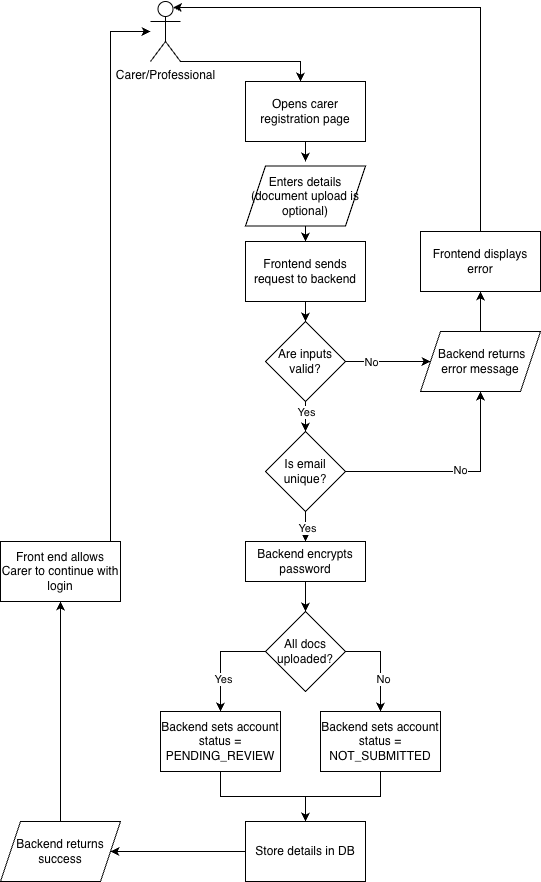 Carer/Professional
Opens carer
registration page
Enters details
(document upload is
optional)
Frontend sends
request to backend
Frontend displays
error
Are inputs
valid?
No
Backend returns
error message
Yes
Is email
unique?
No
Yes
Front end allows
Carer to continue with
login
Backend encrypts
password
All docs
uploaded?
Yes
No
Backend sets account
status =
PENDING_REVIEW
Backend sets account
status =
NOT_SUBMITTED
Backend returns
success
Store details in DB